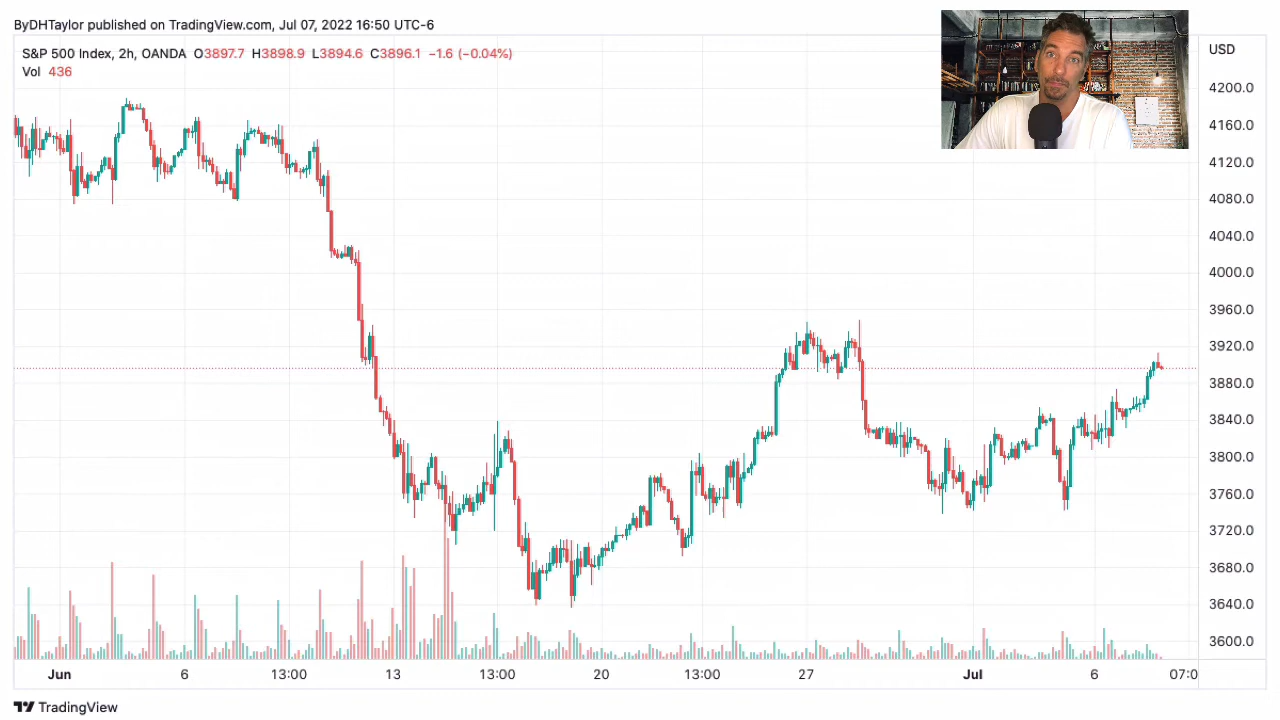 ByDHTaylor published on TradingView.com, Jul 07, 2022 16:50 UTC-6
S&P 500 Index, 2h, OANDA O3897.7 H3898.9 L3894.6 C3896.1 −1.6 (−0.04%)
Vol 436
USD
4200.0
4160.0
4120.0
4080.0
4040.0
4000.0
3960.0
3920.0
3880.0
3840.0
3800.0
3760.0
3720.0
3680.0
3640.0
3600.0
Jun 6 13:00 13 13:00 20 13:00 27 Jul 6 07:0
TradingView